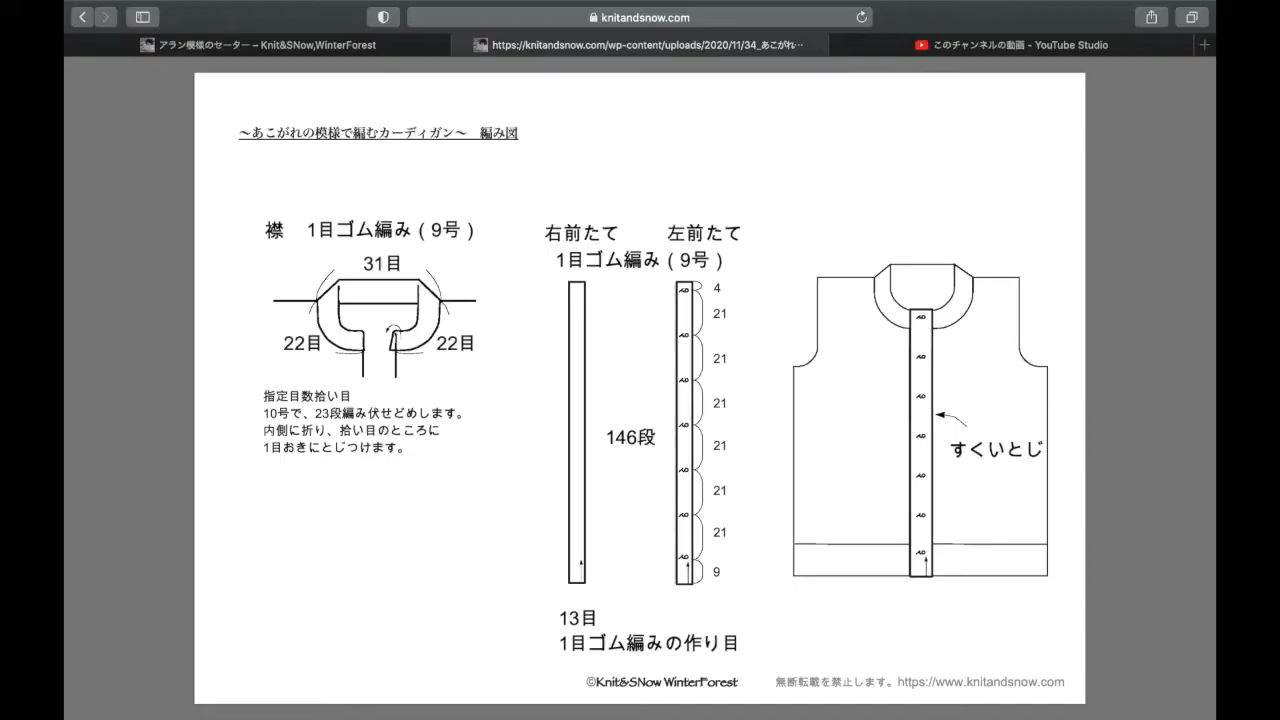 knitandsnow.com
アラン模様のセーター – Knit&SNow,WinterForest
https://knitandsnow.com/wp-content/uploads/2020/11/34_あこがれ…
このチャンネルの動画 - YouTube Studio
～あこがれの模様で編むカーディガン～　編み図
襟　1目ゴム編み（9号）
31目
22目
22目
指定目数拾い目
10号で、23段編み伏せどめします。
内側に折り、拾い目のところに
1目おきにとじつけます。
右前たて
左前たて
1目ゴム編み（9号）
4
21
21
21
21
21
21
9
146段
13目
1目ゴム編みの作り目
すくいとじ
©Knit&SNow WinterForest
無断転載を禁止します。https://www.knitandsnow.com